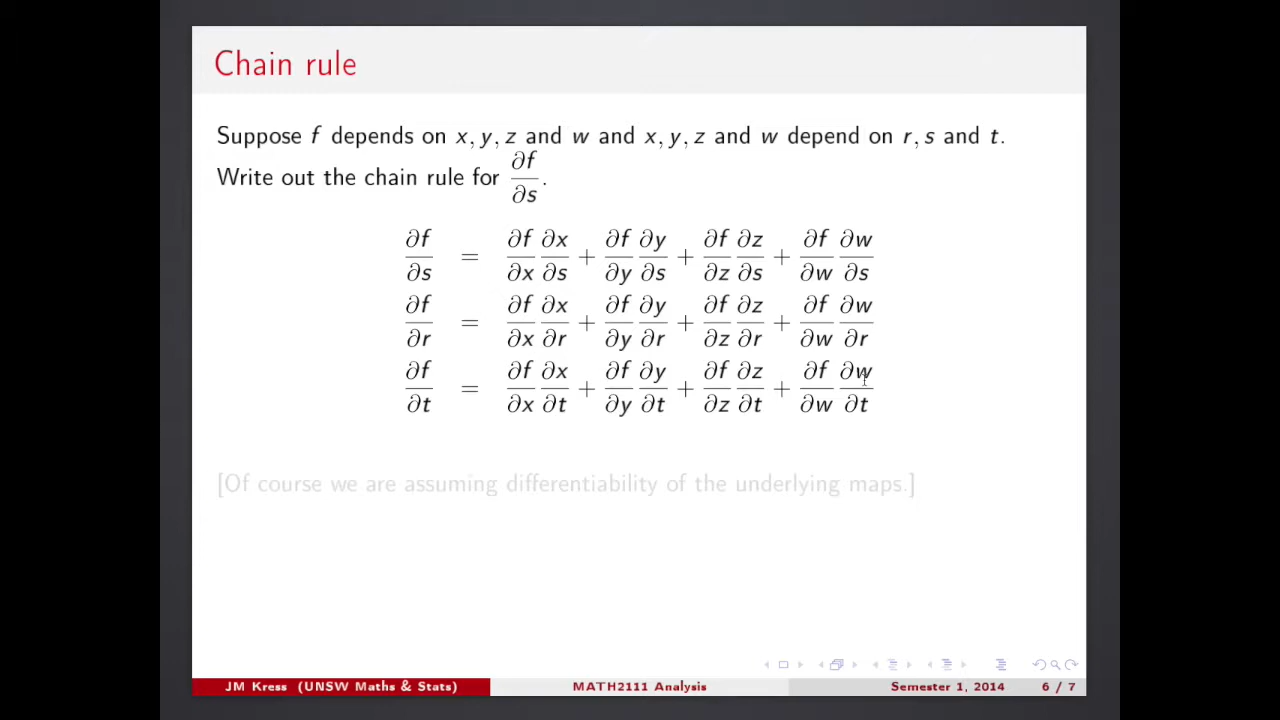 Chain rule
Suppose f depends on x, y, z and w and x, y, z and w depend on r, s and t.
Write out the chain rule for ∂f/∂s.
∂f/∂s = ∂f/∂x ∂x/∂s + ∂f/∂y ∂y/∂s + ∂f/∂z ∂z/∂s + ∂f/∂w ∂w/∂s
∂f/∂r = ∂f/∂x ∂x/∂r + ∂f/∂y ∂y/∂r + ∂f/∂z ∂z/∂r + ∂f/∂w ∂w/∂r
∂f/∂t = ∂f/∂x ∂x/∂t + ∂f/∂y ∂y/∂t + ∂f/∂z ∂z/∂t + ∂f/∂w ∂w/∂t
[Of course we are assuming differentiability of the underlying maps.]
JM Kress (UNSW Maths & Stats) MATH2111 Analysis Semester 1, 2014 6 / 7